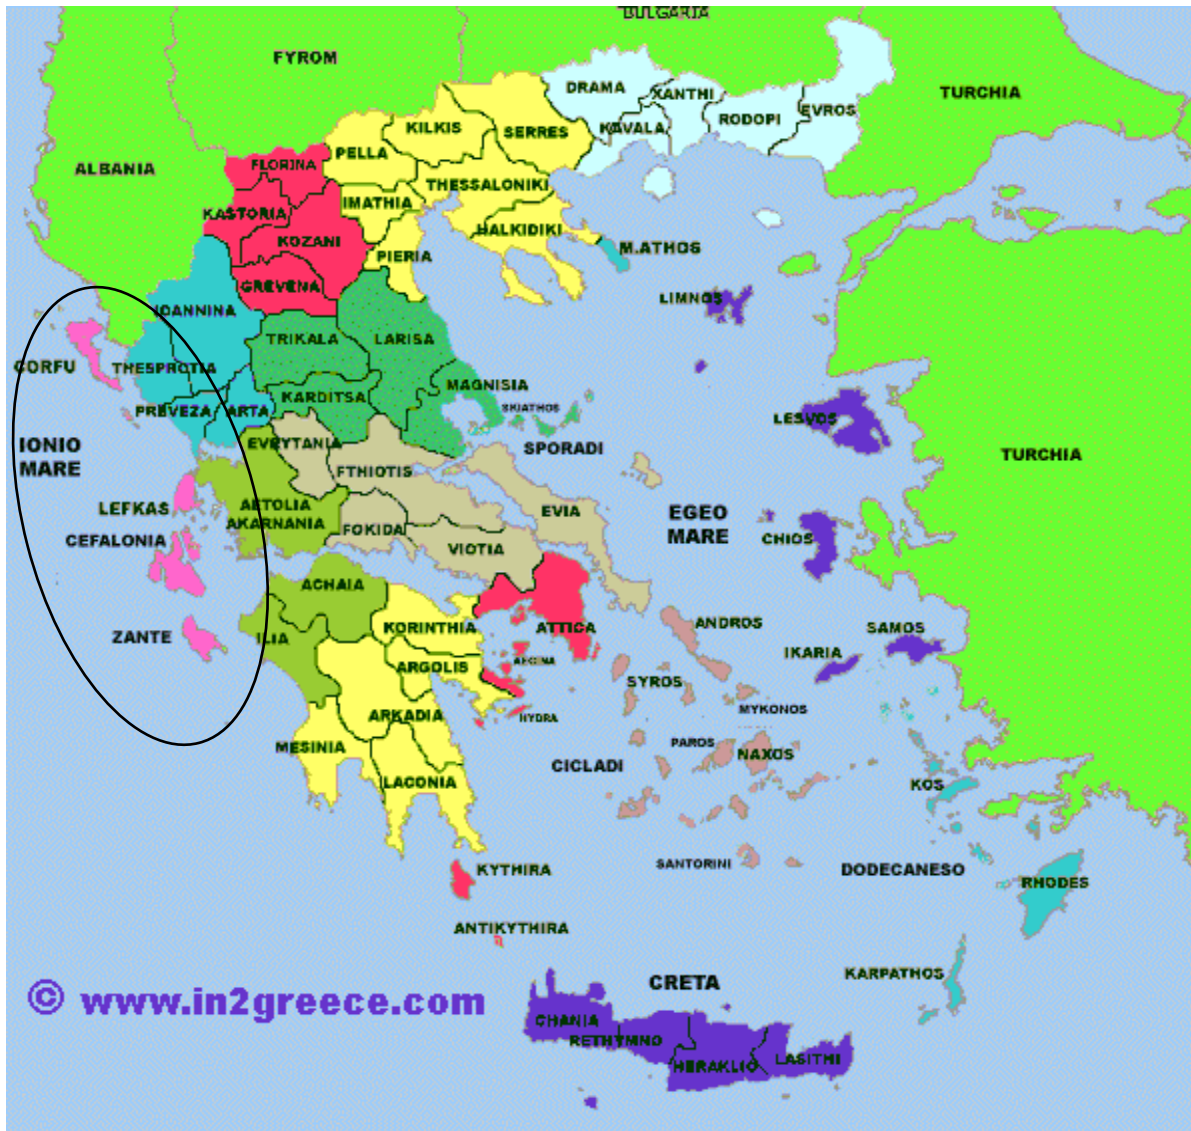 BULGARIA
FYROM
DRAMA
XANTHI
TURCHIA
EVROS
RODOPI
KILKIS
SERRES
KAVALA
PELLA
ALBANIA
FLORINA
THESSALONIKI
IMATHIA
KASTORIA
HALKIDIKI
KOZANI
M.ATHOS
PIERIA
GREVENA
LIMNOS
IOANNINA
TRIKALA
LARISA
CORFU
THESPROTIA
MAGNISIA
KARDITSA
SKIATHOS
PREVEZA
ARTA
LESVOS
IONIO
MARE
EVRYTANIA
SPORADI
TURCHIA
FTHIOTIS
LEFKAS
AETOLIA
AKARNANIA
EVIA
EGEO
MARE
FOKIDA
CEFALONIA
CHIOS
VIOTIA
ACHAIA
ZANTE
ILIA
KORINTHIA
ATTICA
ANDROS
SAMOS
IKARIA
AEGINA
ARGOLIS
SYROS
MYKONOS
ARKADIA
HYDRA
MESINIA
PAROS
NAXOS
CICLADI
LACONIA
KOS
SANTORINI
KYTHIRA
DODECANESO
RHODES
ANTIKYTHIRA
KARPATHOS
CRETA
© www.in2greece.com
CHANIA
RETHYMNO
HERAKLIO
LASITHI